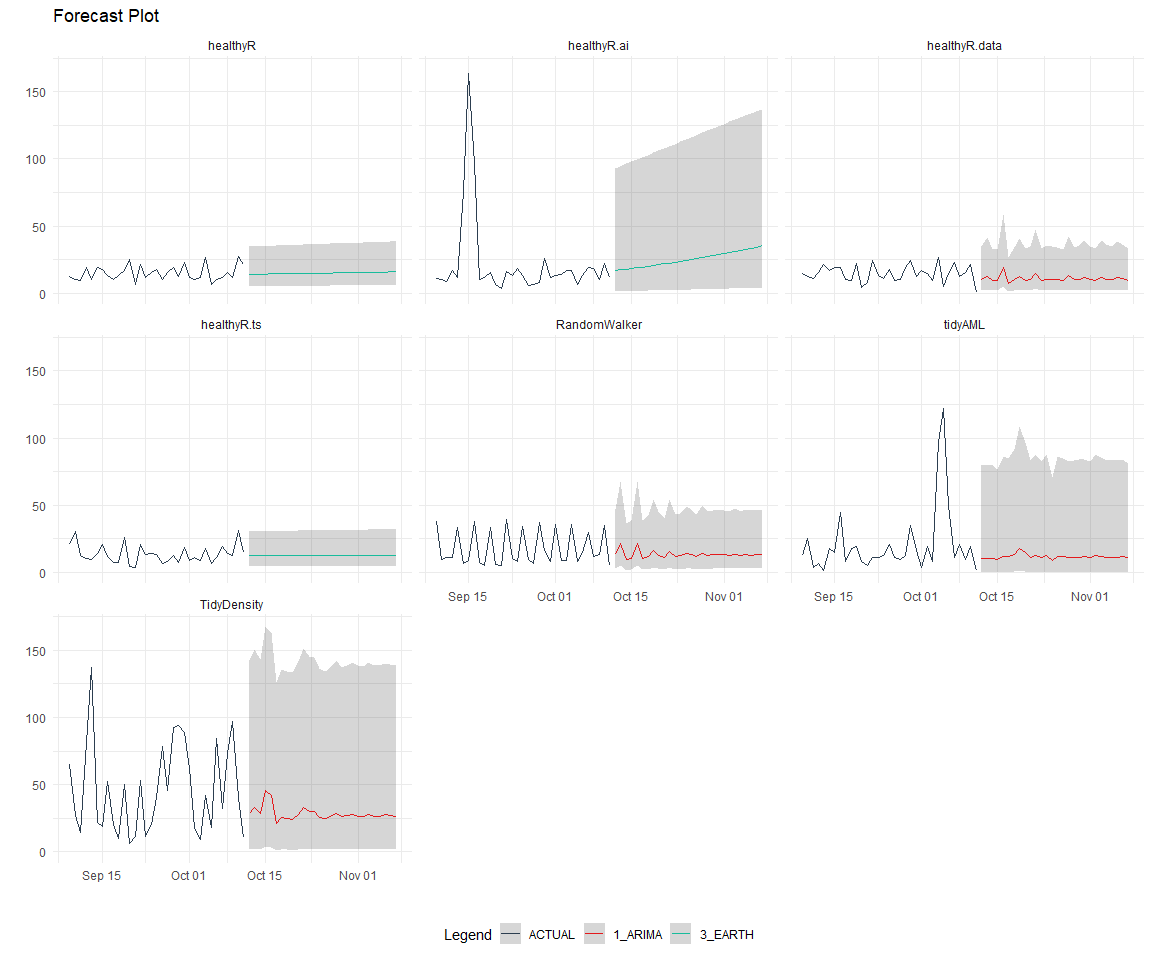 Forecast Plot
healthyR healthyR.ai healthyR.data
150
100
50
0
healthyR.ts RandomWalker tidyAML
150
100
50
0
Sep 15 Oct 01 Oct 15 Nov 01 Sep 15 Oct 01 Oct 15 Nov 01
TidyDensity
150
100
50
0
Sep 15 Oct 01 Oct 15 Nov 01
Legend ACTUAL 1_ARIMA 3_EARTH